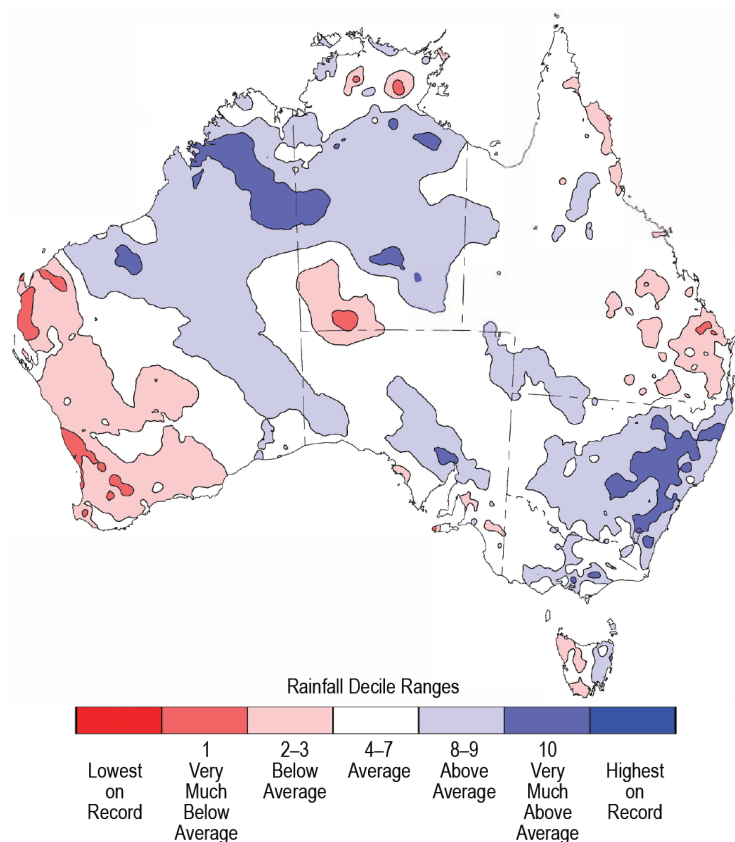 Rainfall Decile Ranges
Lowest
on
Record
1
Very
Much
Below
Average
2–3
Below
Average
4–7
Average
8–9
Above
Average
10
Very
Much
Above
Average
Highest
on
Record